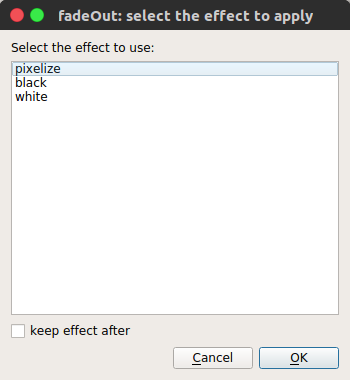 fadeOut: select the effect to apply
Select the effect to use:
pixelize
black
white
keep effect after
Cancel
OK